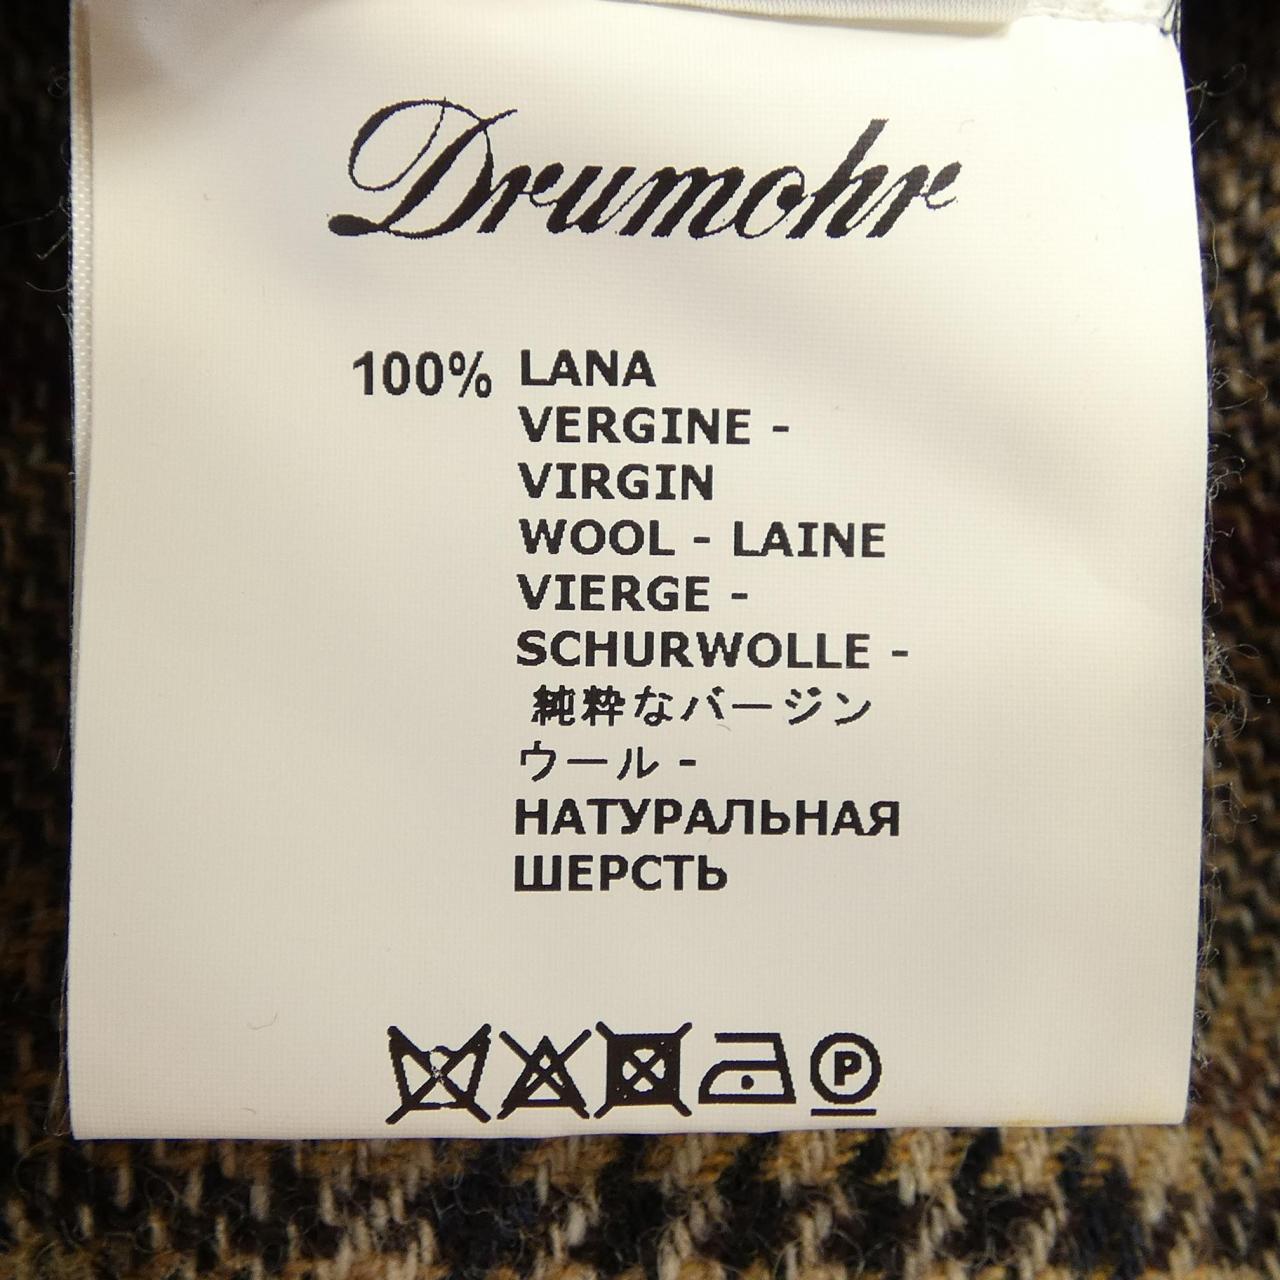 Drumohr
100% LANA
VERGINE -
VIRGIN
WOOL - LAINE
VIERGE -
SCHURWOLLE -
純粋なバージン
ウール -
НАТУРАЛЬНАЯ
ШЕРСТЬ
P